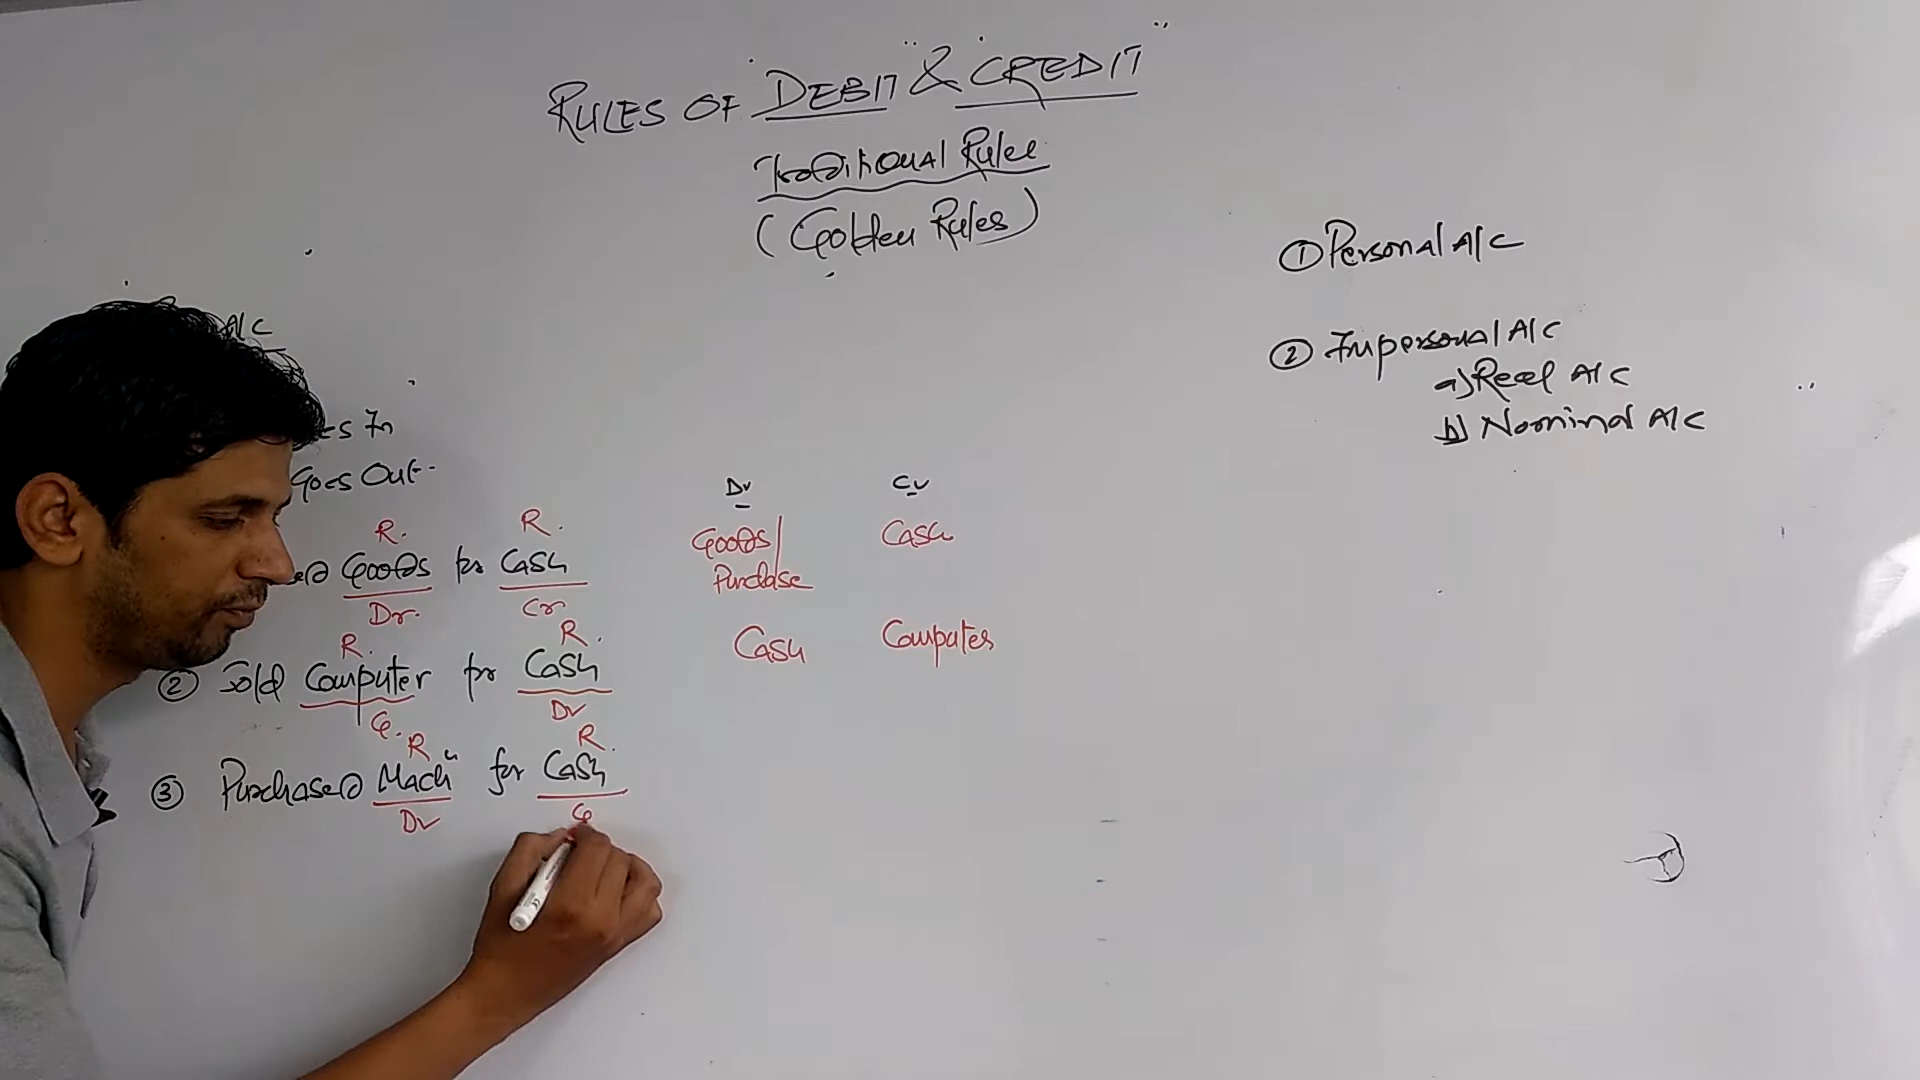 RULES OF "DEBIT" & "CREDIT"
Traditional Rules
(Golden Rules)
① Personal A/C
② Impersonal A/C
a) Real A/C
b) Nominal A/C
A/C
es In
Goes Out
Dr Cr
R. R.
Goods for Cash
Dr. Cr
Goods/ Cash
Purchase
R. R.
② Sold Computer for Cash
Cr. Dr
Cash Computer
R R.
③ Purchased Machʸ for Cash
Dr